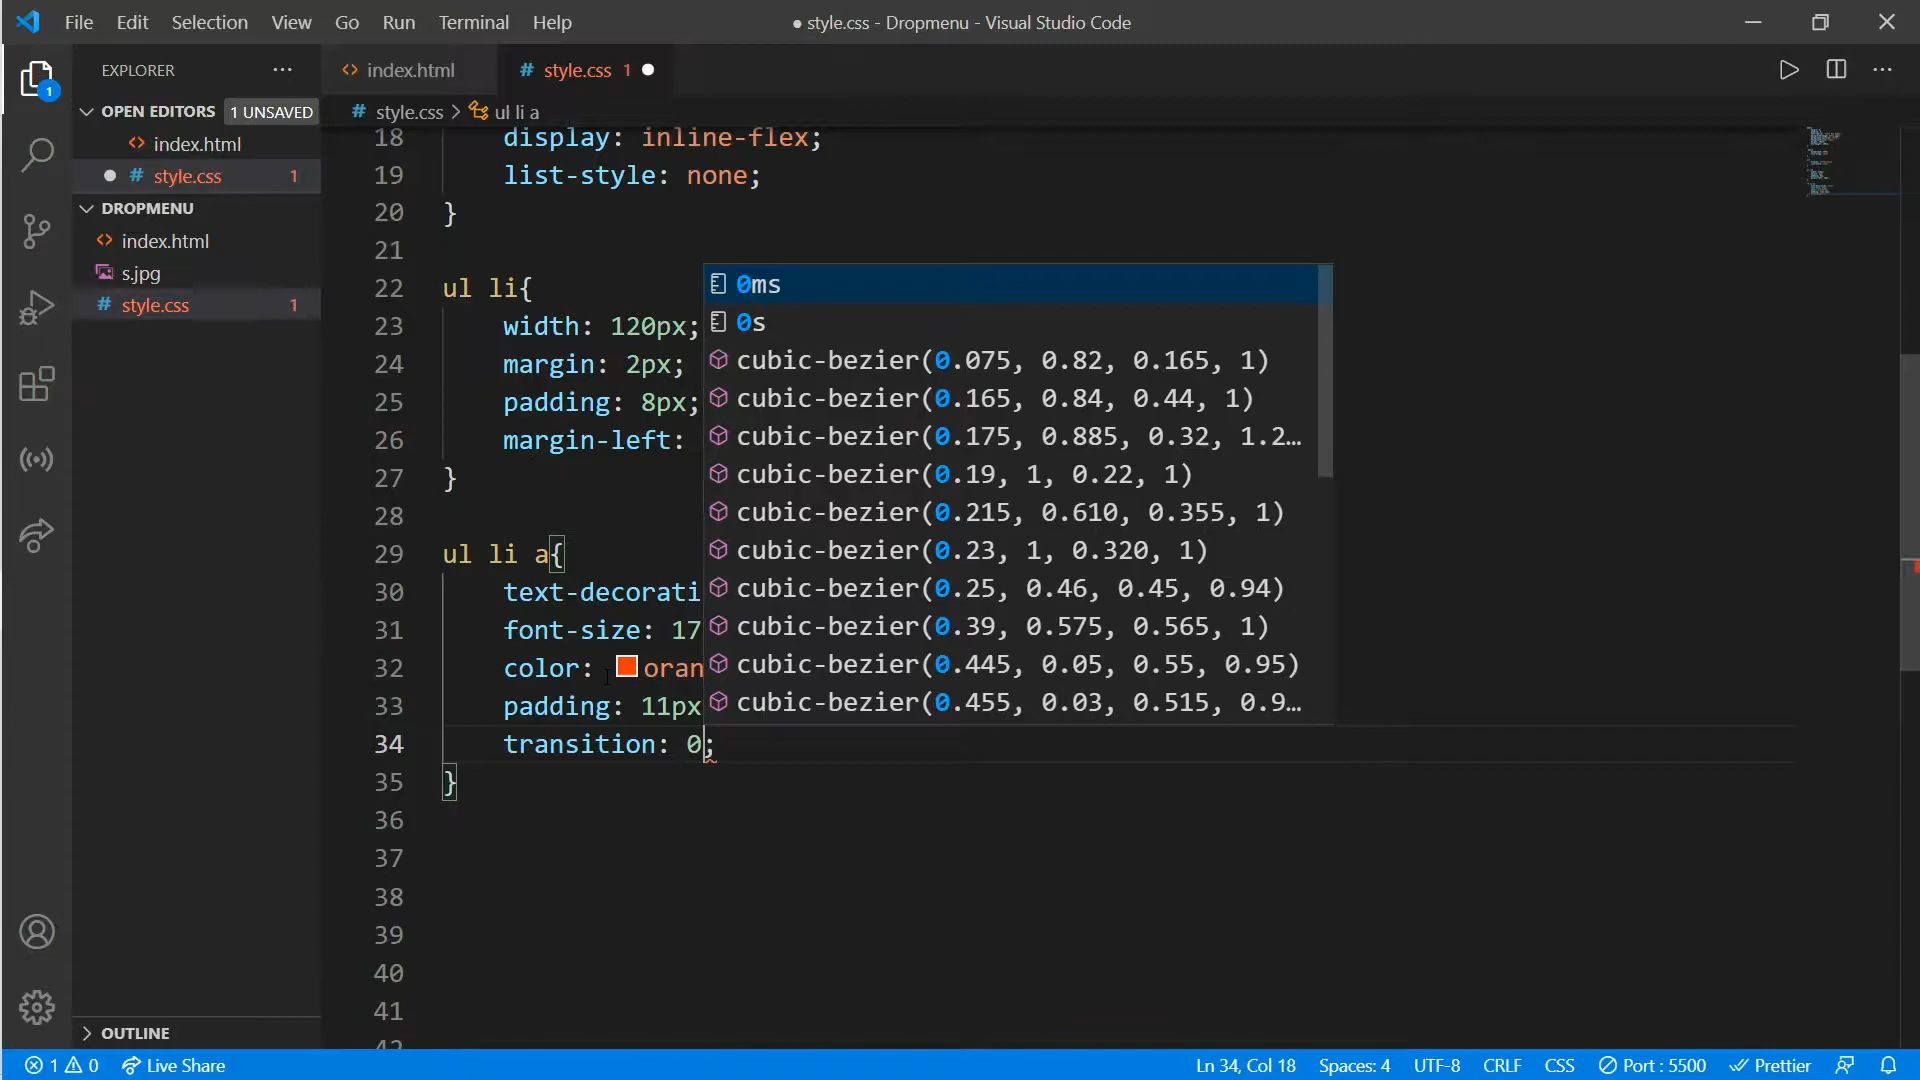 File Edit Selection View Go Run Terminal Help
● style.css - Dropmenu - Visual Studio Code
EXPLORER
OPEN EDITORS 1 UNSAVED
index.html
# style.css 1
DROPMENU
index.html
s.jpg
# style.css 1
OUTLINE
1
index.html
# style.css 1
# style.css > ul li a
18 display: inline-flex;
19 list-style: none;
20 }
21
22 ul li{
23 width: 120px;
24 margin: 2px;
25 padding: 8px;
26 margin-left:
27 }
28
29 ul li a{
30 text-decorati
31 font-size: 17
32 color: oran
33 padding: 11px
34 transition: 0;
35 }
36
37
38
39
40
41
42
0ms
0s
cubic-bezier(0.075, 0.82, 0.165, 1)
cubic-bezier(0.165, 0.84, 0.44, 1)
cubic-bezier(0.175, 0.885, 0.32, 1.2…
cubic-bezier(0.19, 1, 0.22, 1)
cubic-bezier(0.215, 0.610, 0.355, 1)
cubic-bezier(0.23, 1, 0.320, 1)
cubic-bezier(0.25, 0.46, 0.45, 0.94)
cubic-bezier(0.39, 0.575, 0.565, 1)
cubic-bezier(0.445, 0.05, 0.55, 0.95)
cubic-bezier(0.455, 0.03, 0.515, 0.9…
1 0 Live Share
Ln 34, Col 18 Spaces: 4 UTF-8 CRLF CSS Port : 5500 Prettier